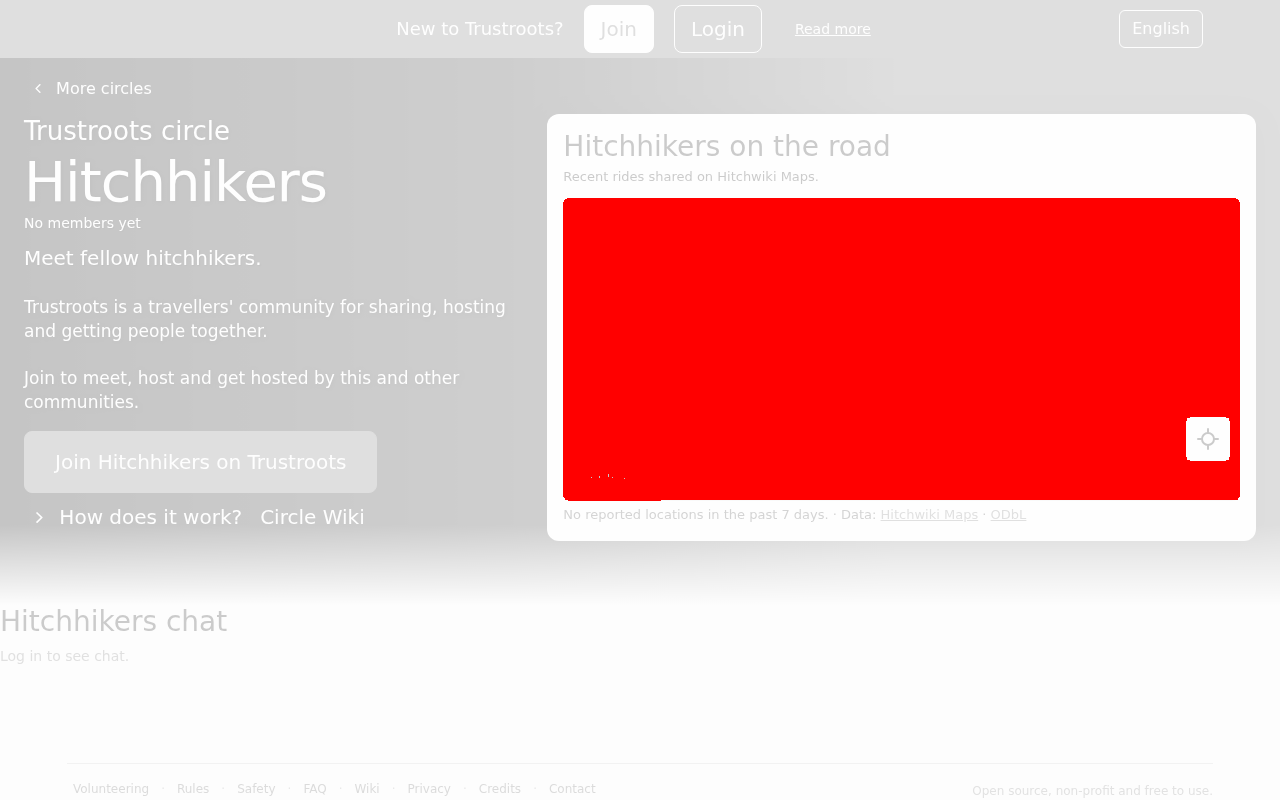 New to Trustroots? Join Login Read more English
More circles
Trustroots circle
Hitchhikers
No members yet
Meet fellow hitchhikers.
Trustroots is a travellers' community for sharing, hosting
and getting people together.
Join to meet, host and get hosted by this and other
communities.
Join Hitchhikers on Trustroots
How does it work? Circle Wiki
Hitchhikers on the road
Recent rides shared on Hitchwiki Maps.
No reported locations in the past 7 days. · Data: Hitchwiki Maps · ODbL
Hitchhikers chat
Log in to see chat.
Volunteering · Rules · Safety · FAQ · Wiki · Privacy · Credits · Contact
Open source, non-profit and free to use.